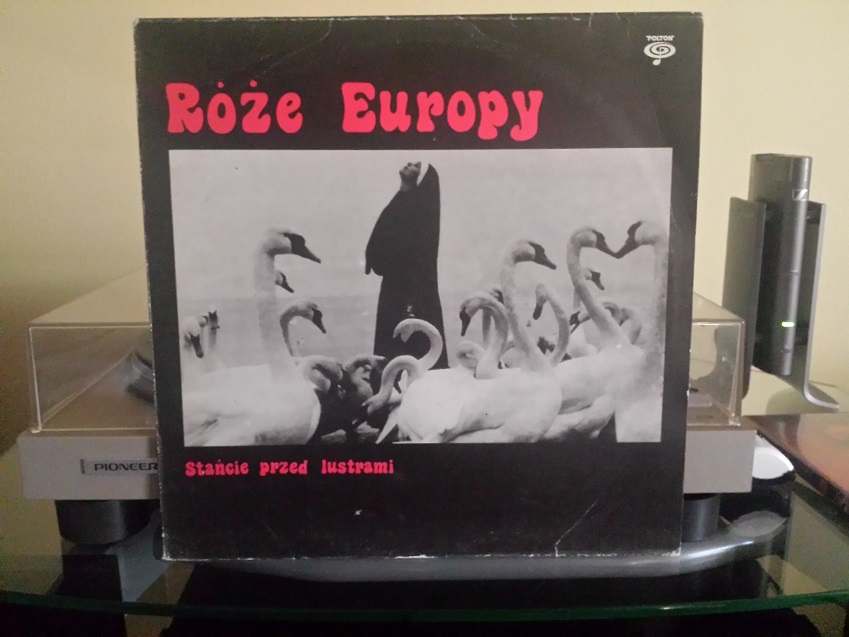 POLTON
Róże Europy
Stańcie przed lustrami
PIONEER